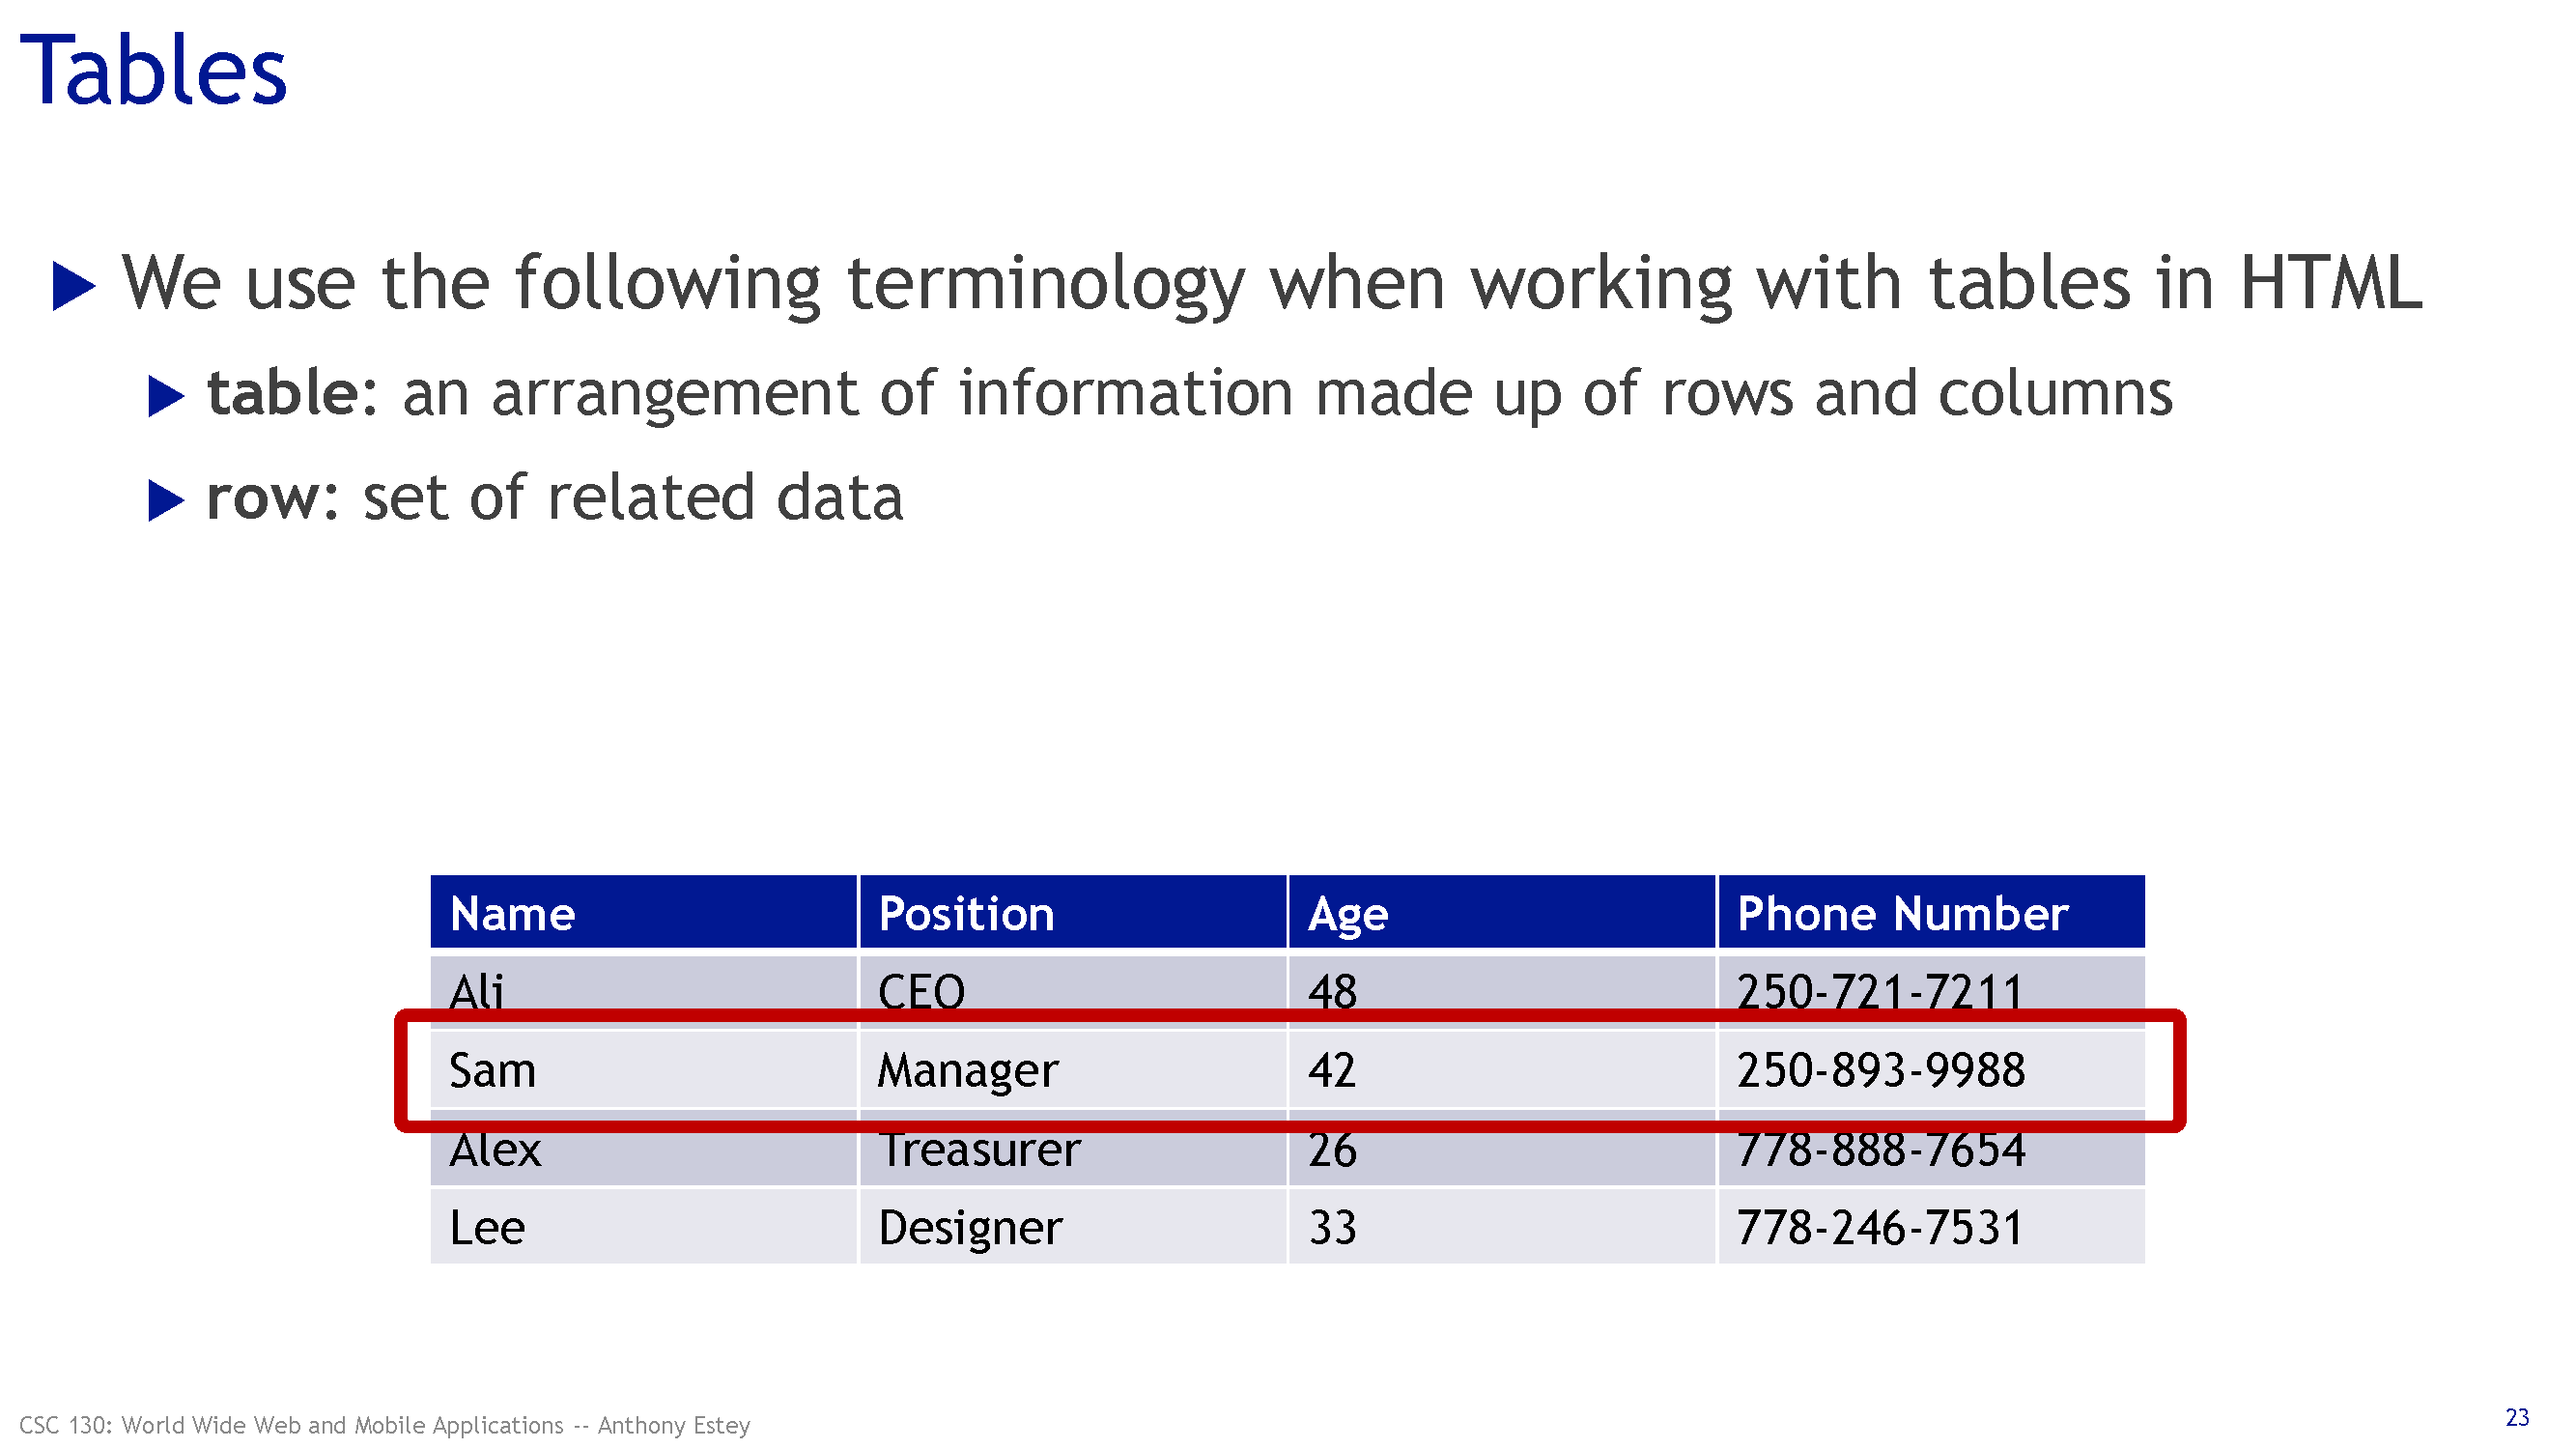 Tables
We use the following terminology when working with tables in HTML
table: an arrangement of information made up of rows and columns
row: set of related data
Name Position Age Phone Number
Ali CEO 48 250-721-7211
Sam Manager 42 250-893-9988
Alex Treasurer 26 778-888-7654
Lee Designer 33 778-246-7531
CSC 130: World Wide Web and Mobile Applications -- Anthony Estey
23